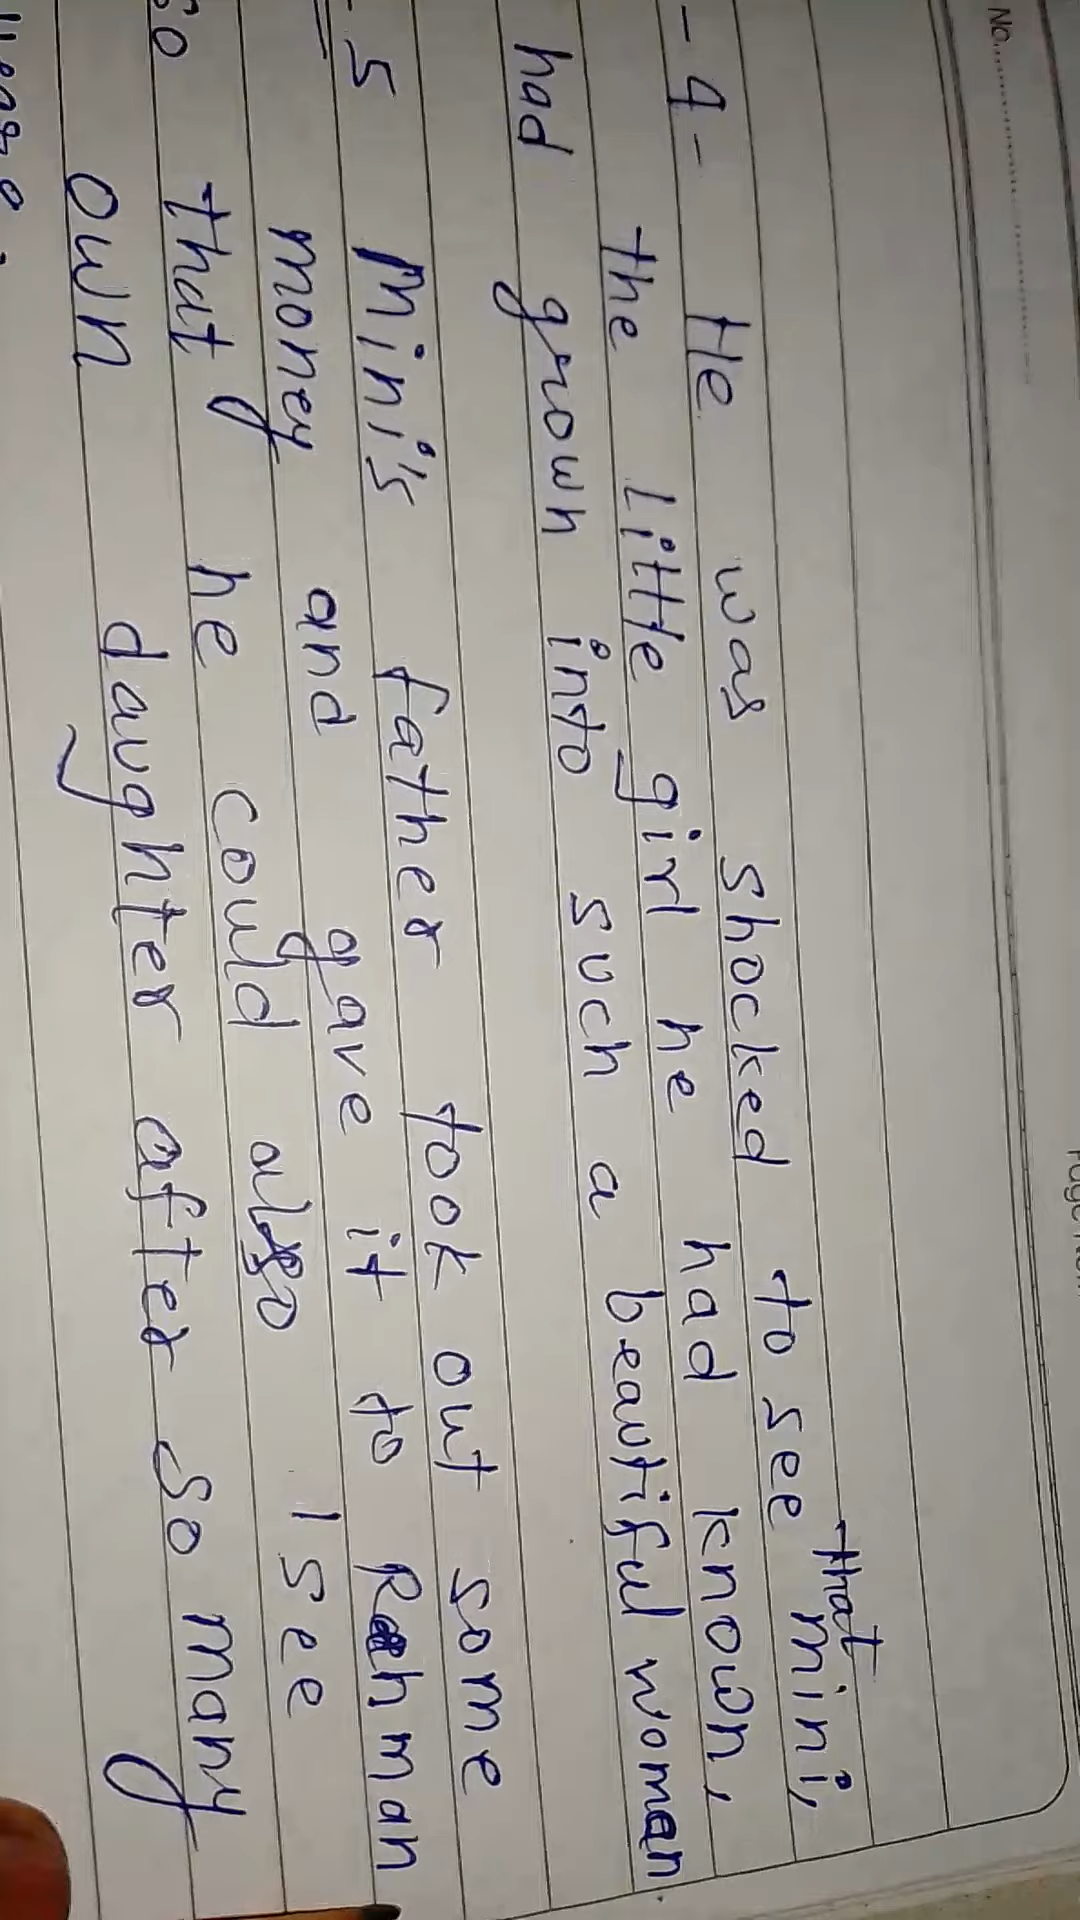 No.
that
- 4 - He was shocked to see mini,
the little girl he had known,
had grown into such a beautiful woman.
- 5 Mini's father took out some
money and gave it to Rehman
so that he could also see
own daughter after so many
years.